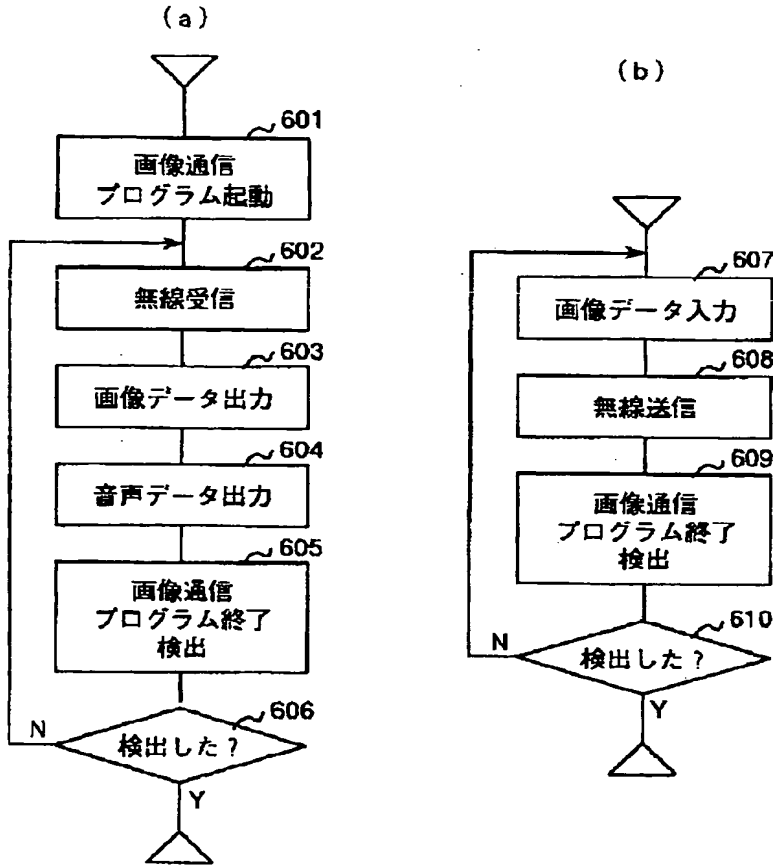 (a)
601
画像通信
プログラム起動
602
無線受信
603
画像データ出力
604
音声データ出力
605
画像通信
プログラム終了
検出
606
検出した?
N
Y
(b)
607
画像データ入力
608
無線送信
609
画像通信
プログラム終了
検出
610
検出した?
N
Y